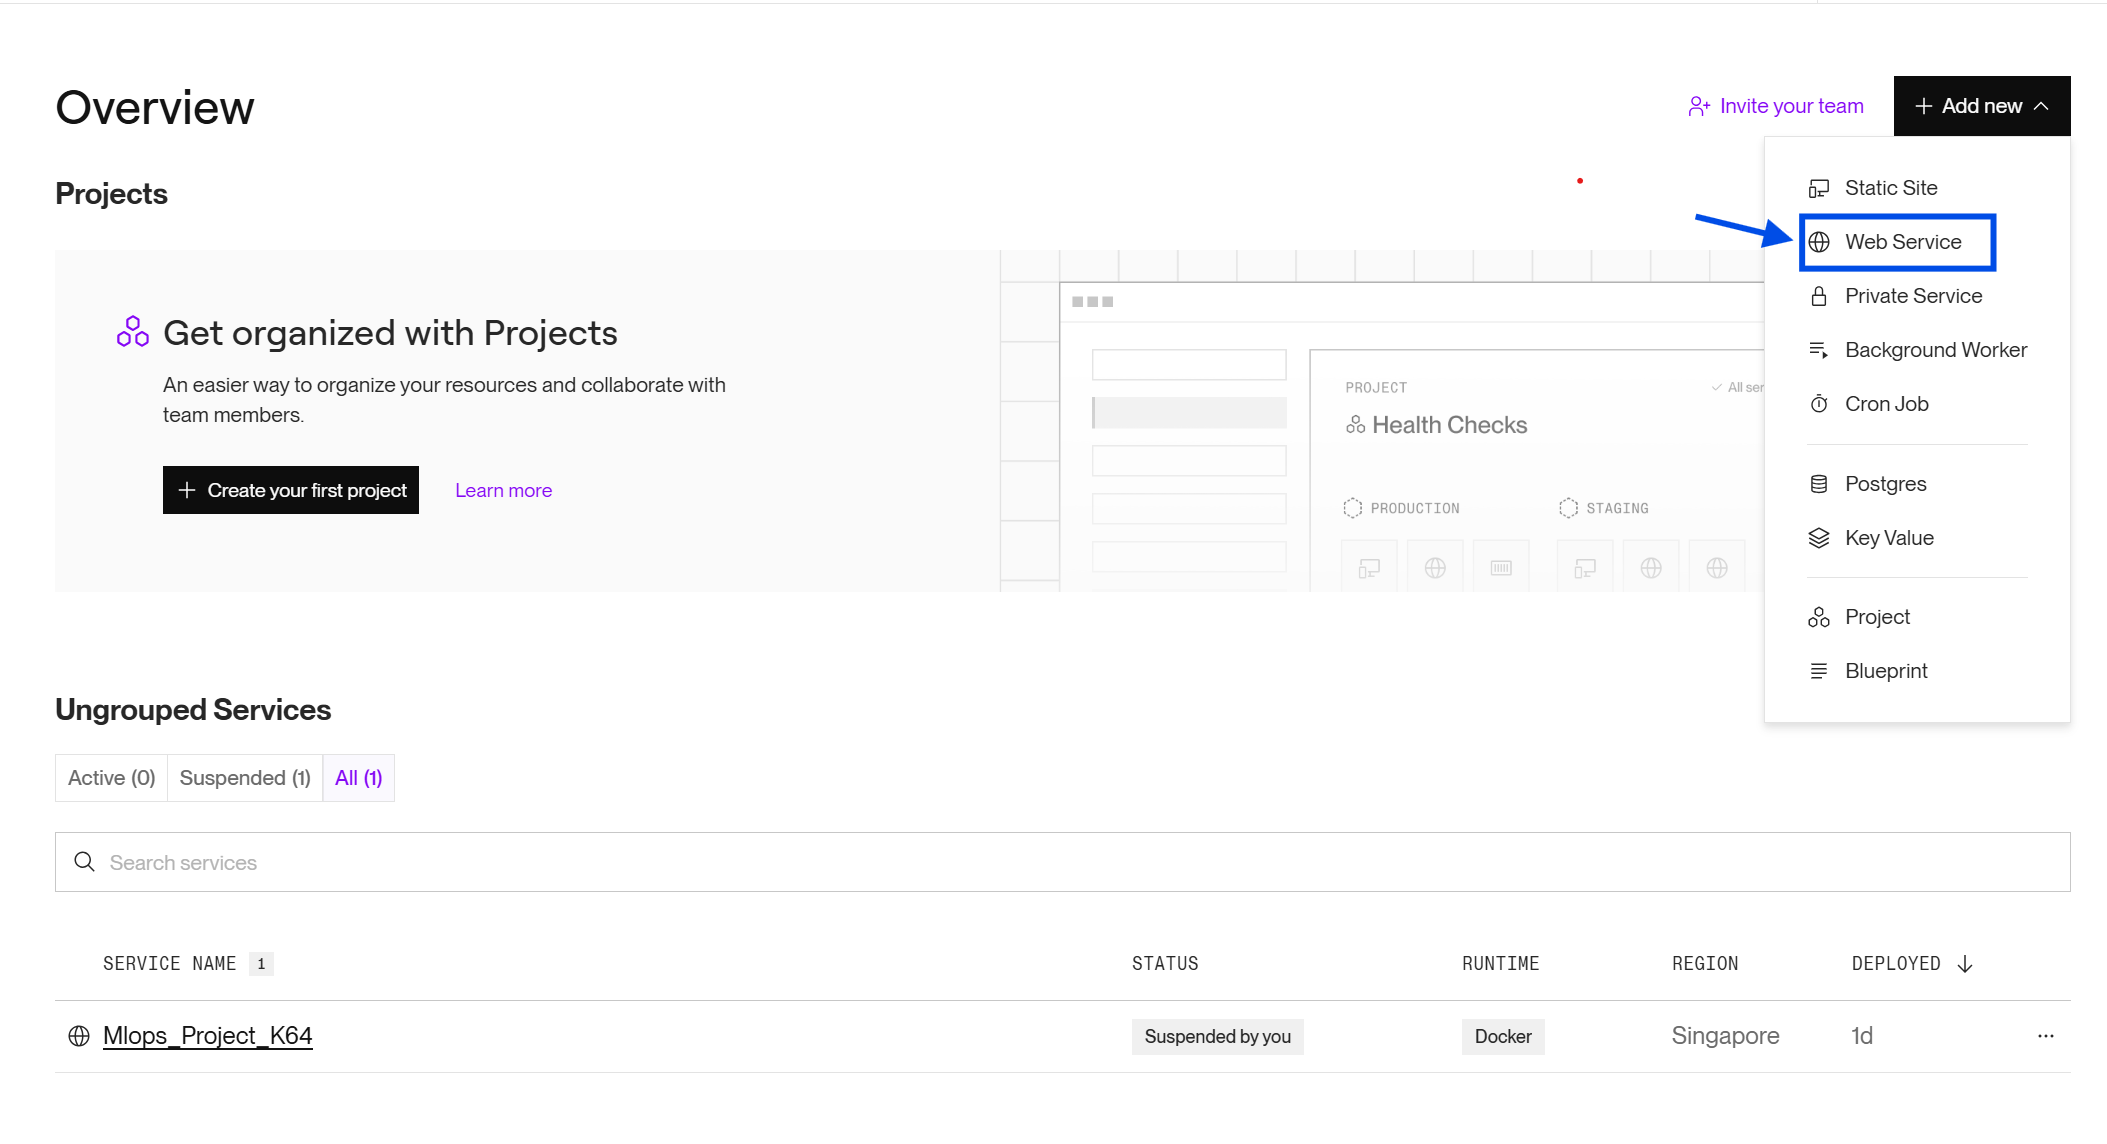 Overview
Invite your team
Add new
Static Site
Web Service
Private Service
Background Worker
Cron Job
Postgres
Key Value
Project
Blueprint
Projects
Get organized with Projects
An easier way to organize your resources and collaborate with
team members.
Create your first project
Learn more
PROJECT
All ser
Health Checks
PRODUCTION
STAGING
Ungrouped Services
Active (0)
Suspended (1)
All (1)
Search services
SERVICE NAME 1
STATUS
RUNTIME
REGION
DEPLOYED
Mlops_Project_K64
Suspended by you
Docker
Singapore
1d